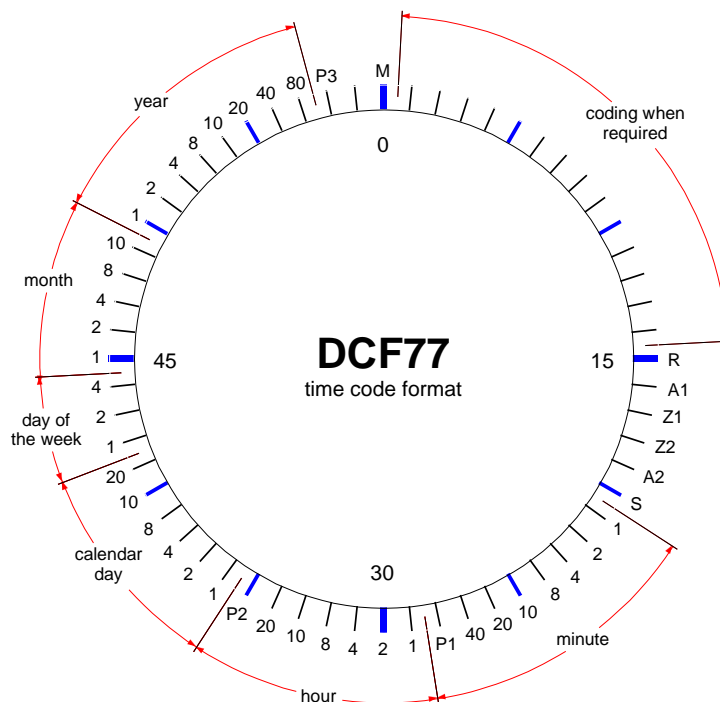 DCF77
time code format
M
0
coding when
required
15
R
A1
Z1
Z2
A2
S
1
2
4
8
10
20
40
minute
P1
30
1
2
4
8
10
20
hour
P2
1
2
4
8
10
20
calendar
day
1
2
4
day of
the week
45
1
2
4
8
10
month
1
2
4
8
10
20
40
80
year
P3